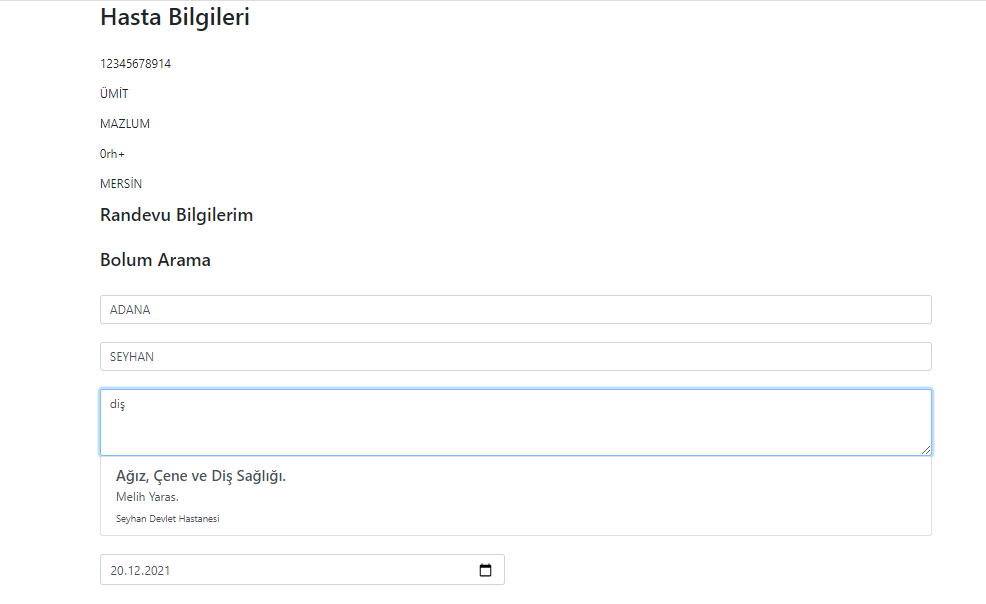 Hasta Bilgileri
12345678914
ÜMİT
MAZLUM
0rh+
MERSİN
Randevu Bilgilerim
Bolum Arama
ADANA
SEYHAN
diş
Ağız, Çene ve Diş Sağlığı.
Melih Yaras.
Seyhan Devlet Hastanesi
20.12.2021